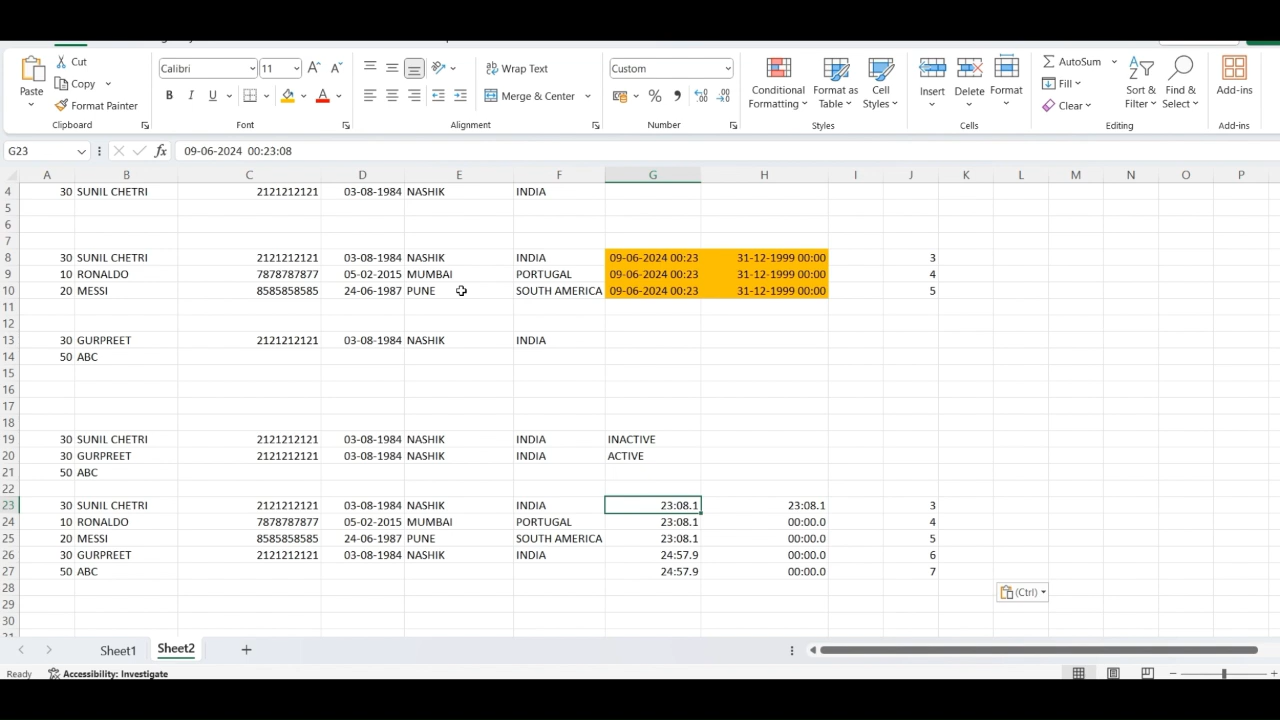 Cut
Copy
Format Painter
Paste
Clipboard
Calibri 11
B I U
Font
Wrap Text
Merge & Center
Alignment
Custom
Number
Conditional Formatting
Format as Table
Cell Styles
Styles
Insert
Delete
Format
Cells
AutoSum
Fill
Clear
Sort & Filter
Find & Select
Editing
Add-ins
Add-ins
G23 fx 09-06-2024 00:23:08
A B C D E F G H I J K L M N O P
4 30 SUNIL CHETRI 2121212121 03-08-1984 NASHIK INDIA
5
6
7
8 30 SUNIL CHETRI 2121212121 03-08-1984 NASHIK INDIA 09-06-2024 00:23 31-12-1999 00:00 3
9 10 RONALDO 7878787877 05-02-2015 MUMBAI PORTUGAL 09-06-2024 00:23 31-12-1999 00:00 4
10 20 MESSI 8585858585 24-06-1987 PUNE SOUTH AMERICA 09-06-2024 00:23 31-12-1999 00:00 5
11
12
13 30 GURPREET 2121212121 03-08-1984 NASHIK INDIA
14 50 ABC
15
16
17
18
19 30 SUNIL CHETRI 2121212121 03-08-1984 NASHIK INDIA INACTIVE
20 30 GURPREET 2121212121 03-08-1984 NASHIK INDIA ACTIVE
21 50 ABC
22
23 30 SUNIL CHETRI 2121212121 03-08-1984 NASHIK INDIA 23:08.1 23:08.1 3
24 10 RONALDO 7878787877 05-02-2015 MUMBAI PORTUGAL 23:08.1 00:00.0 4
25 20 MESSI 8585858585 24-06-1987 PUNE SOUTH AMERICA 23:08.1 00:00.0 5
26 30 GURPREET 2121212121 03-08-1984 NASHIK INDIA 24:57.9 00:00.0 6
27 50 ABC 24:57.9 00:00.0 7
28
(Ctrl)
29
30
Sheet1 Sheet2
Ready Accessibility: Investigate